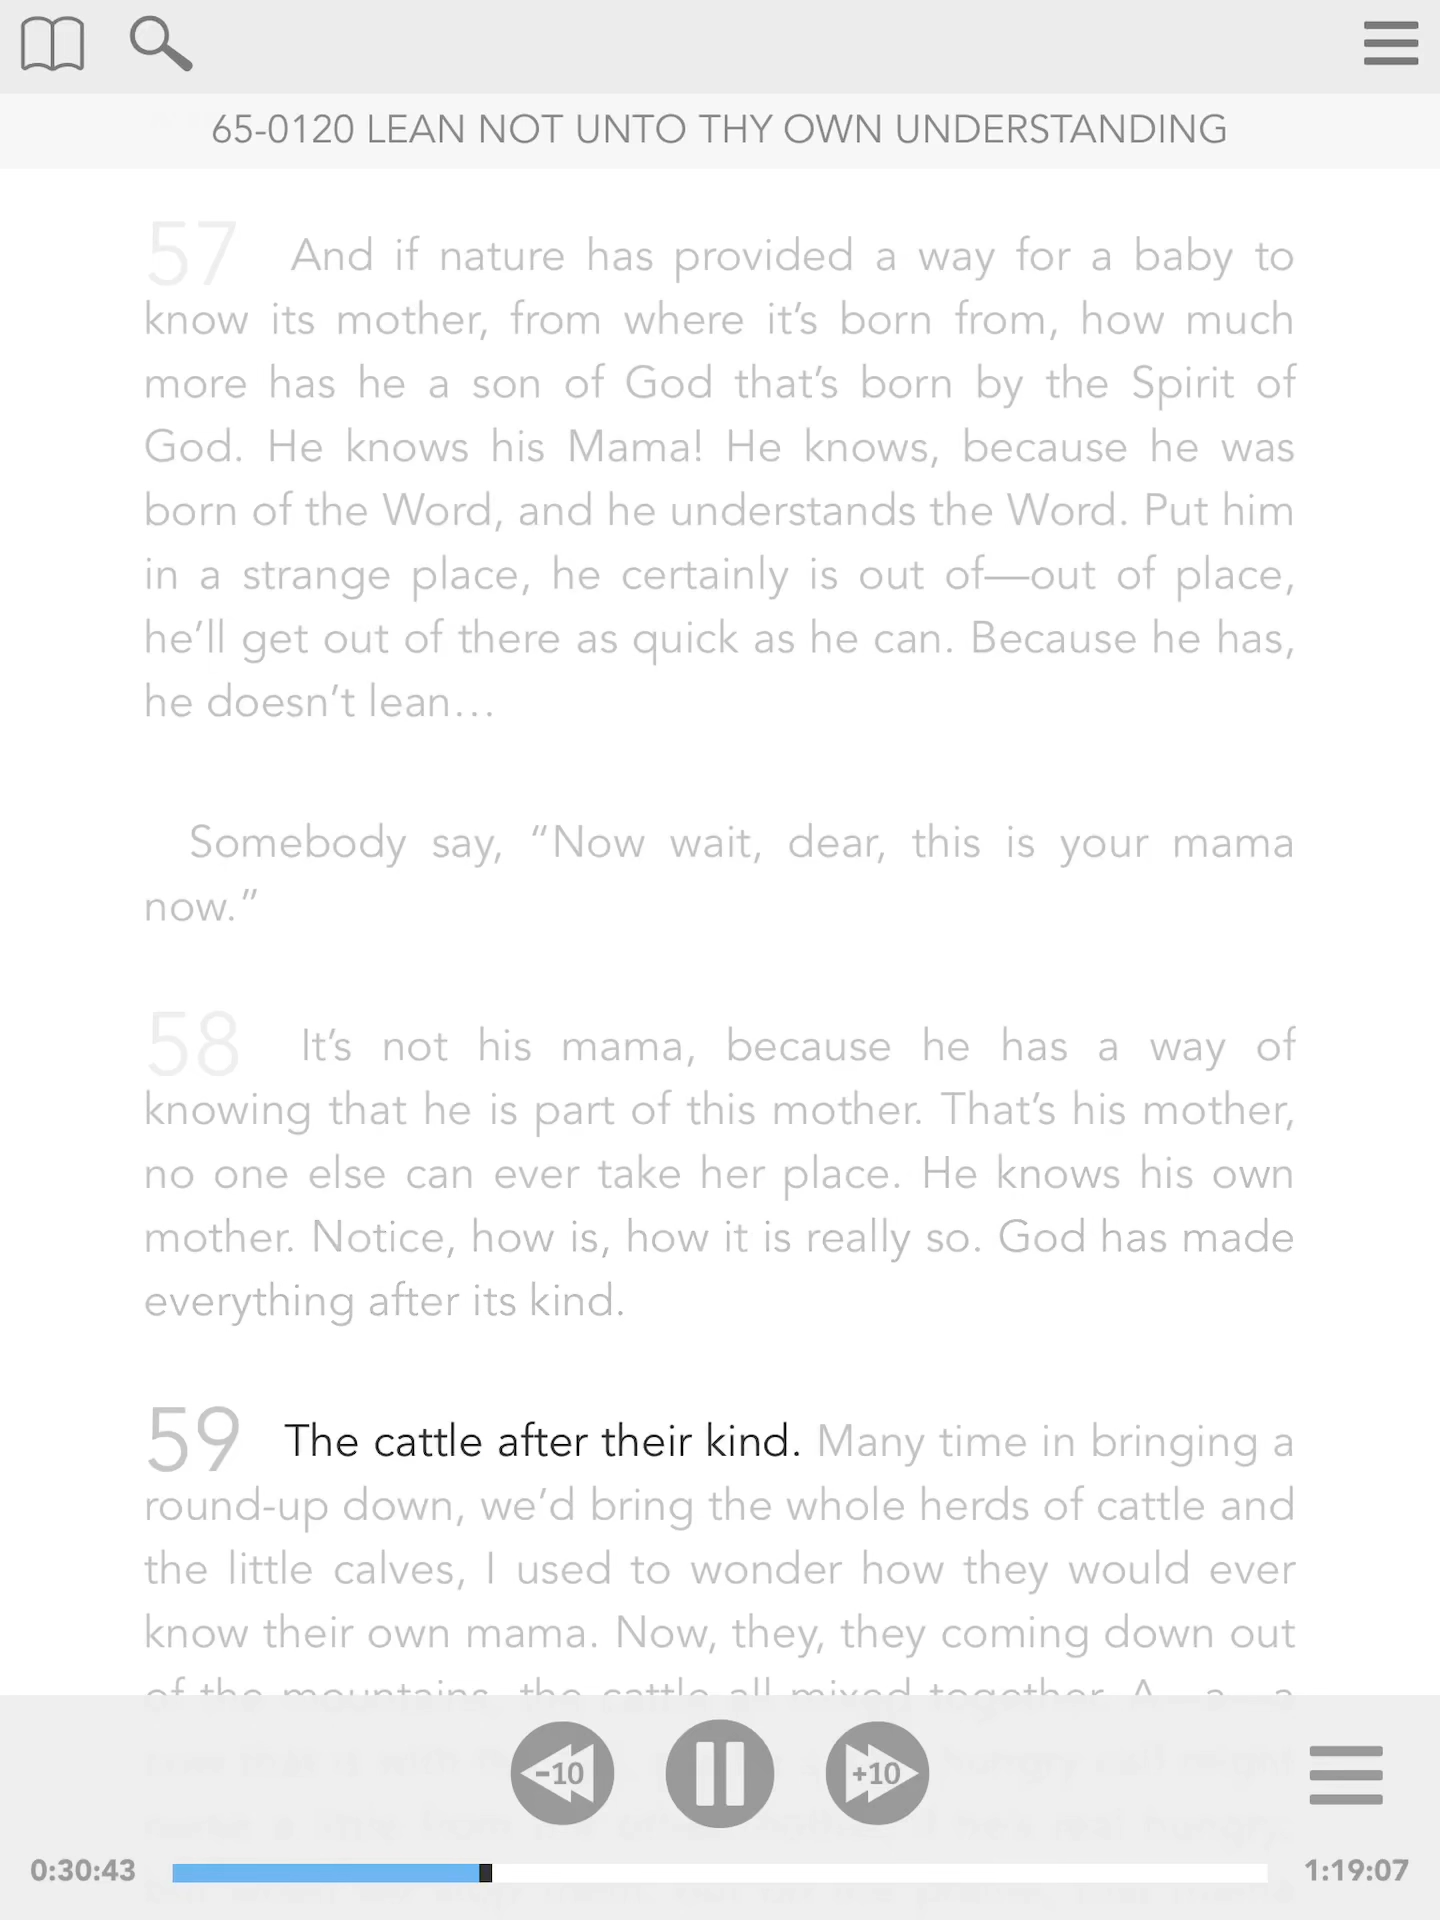 65-0120 LEAN NOT UNTO THY OWN UNDERSTANDING
57 And if nature has provided a way for a baby to
know its mother, from where it’s born from, how much
more has he a son of God that’s born by the Spirit of
God. He knows his Mama! He knows, because he was
born of the Word, and he understands the Word. Put him
in a strange place, he certainly is out of—out of place,
he’ll get out of there as quick as he can. Because he has,
he doesn’t lean…
Somebody say, “Now wait, dear, this is your mama
now.”
58 It’s not his mama, because he has a way of
knowing that he is part of this mother. That’s his mother,
no one else can ever take her place. He knows his own
mother. Notice, how is, how it is really so. God has made
everything after its kind.
59 The cattle after their kind. Many time in bringing a
round-up down, we’d bring the whole herds of cattle and
the little calves, I used to wonder how they would ever
know their own mama. Now, they, they coming down out
of the mountains, the cattle all mixed together. A—a—a
-10 +10
0:30:43 1:19:07